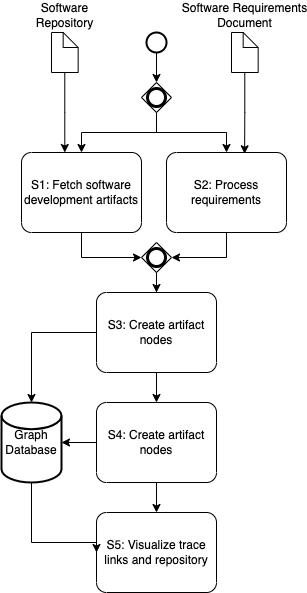 Software
Repository
Software Requirements
Document
S1: Fetch software
development artifacts
S2: Process
requirements
S3: Create artifact
nodes
Graph
Database
S4: Create artifact
nodes
S5: Visualize trace
links and repository